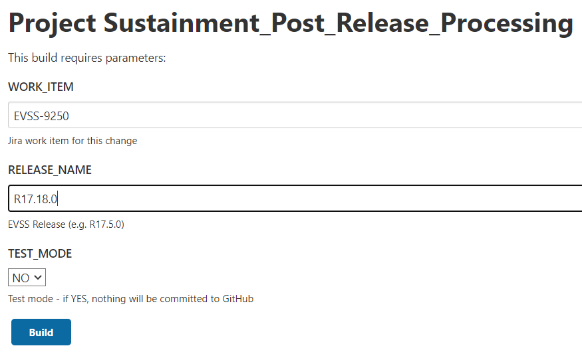 Project Sustainment_Post_Release_Processing
This build requires parameters:
WORK_ITEM
EVSS-9250
Jira work item for this change
RELEASE_NAME
R17.18.0
EVSS Release (e.g. R17.5.0)
TEST_MODE
NO
Test mode - if YES, nothing will be committed to GitHub
Build